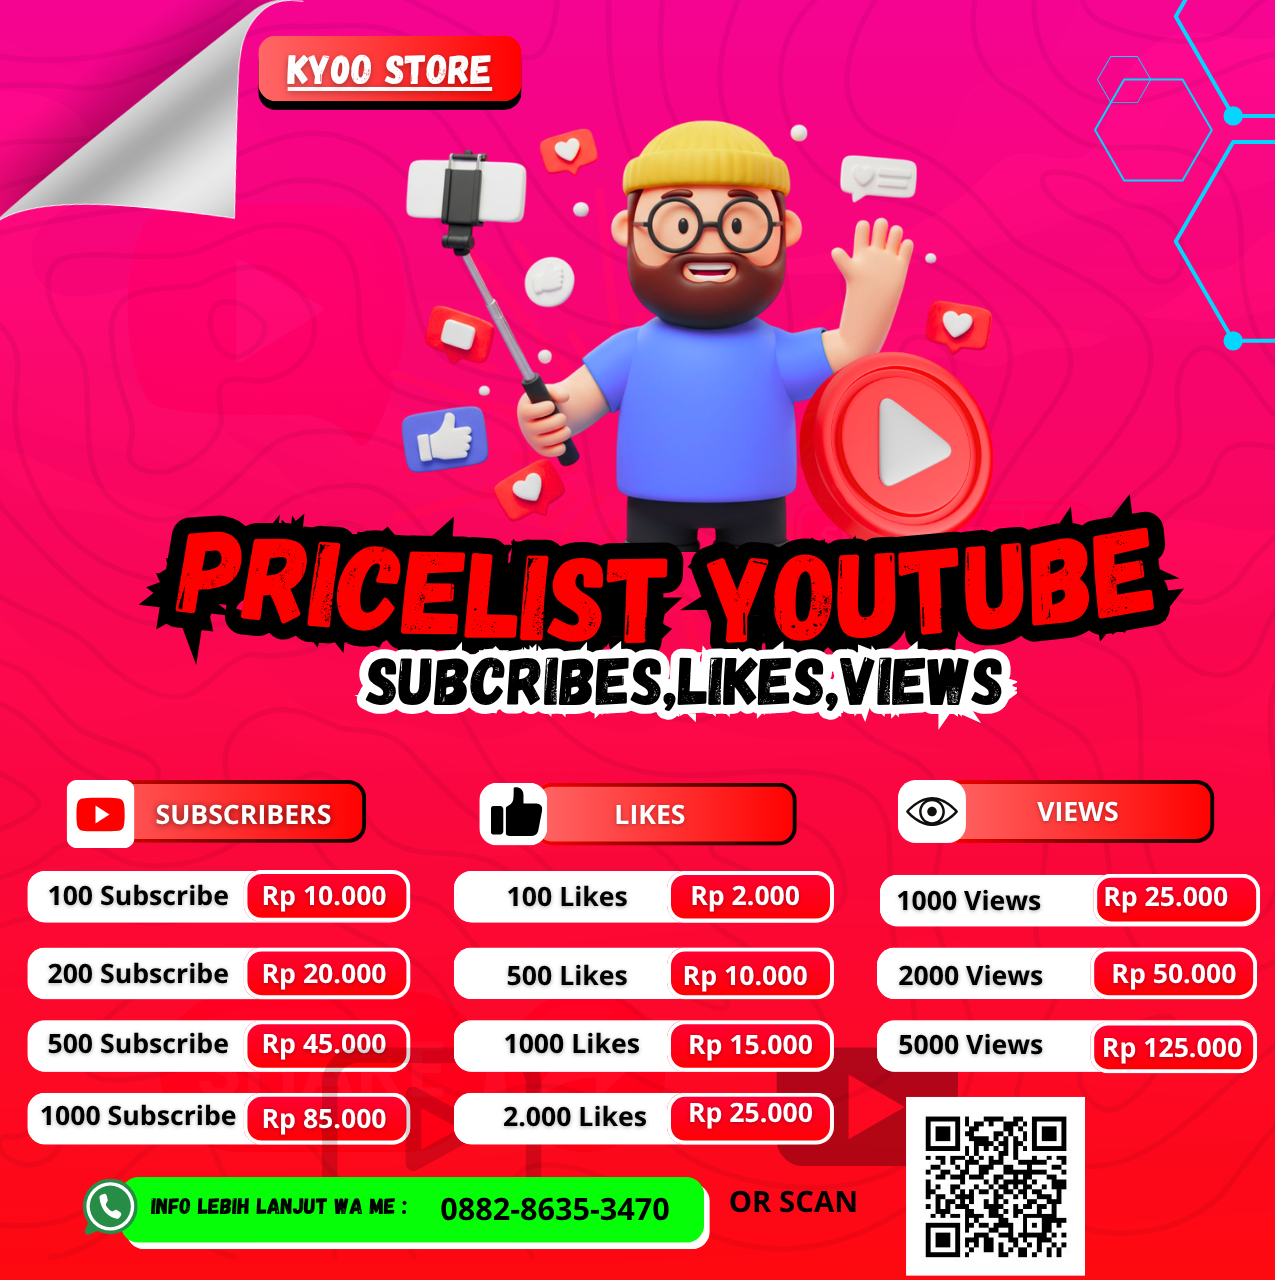 KYOO STORE
PRICELIST YOUTUBE
SUBCRIBES,LIKES,VIEWS
SUBSCRIBERS
100 Subscribe Rp 10.000
200 Subscribe Rp 20.000
500 Subscribe Rp 45.000
1000 Subscribe Rp 85.000
LIKES
100 Likes Rp 2.000
500 Likes Rp 10.000
1000 Likes Rp 15.000
2.000 Likes Rp 25.000
VIEWS
1000 Views Rp 25.000
2000 Views Rp 50.000
5000 Views Rp 125.000
INFO LEBIH LANJUT WA ME : 0882-8635-3470
OR SCAN